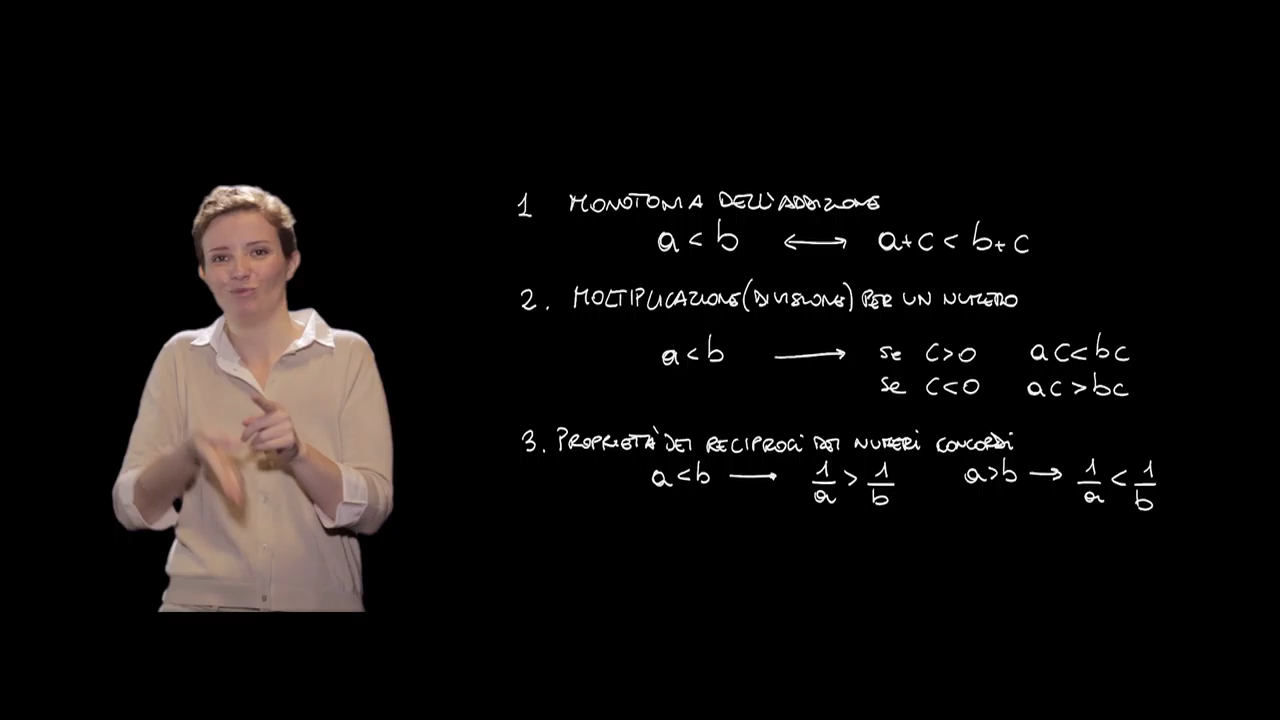 1 MONOTONIA DELL'ADDIZIONE
a < b ⟷ a+c < b+c
2. MOLTIPLICAZIONE (DIVISIONE) PER UN NUMERO
a < b ⟶ se c>0 ac<bc
se c<0 ac>bc
3. PROPRIETÀ DEI RECIPROCI DEI NUMERI CONCORDI
a<b ⟶ 1/a > 1/b a>b ⟶ 1/a < 1/b